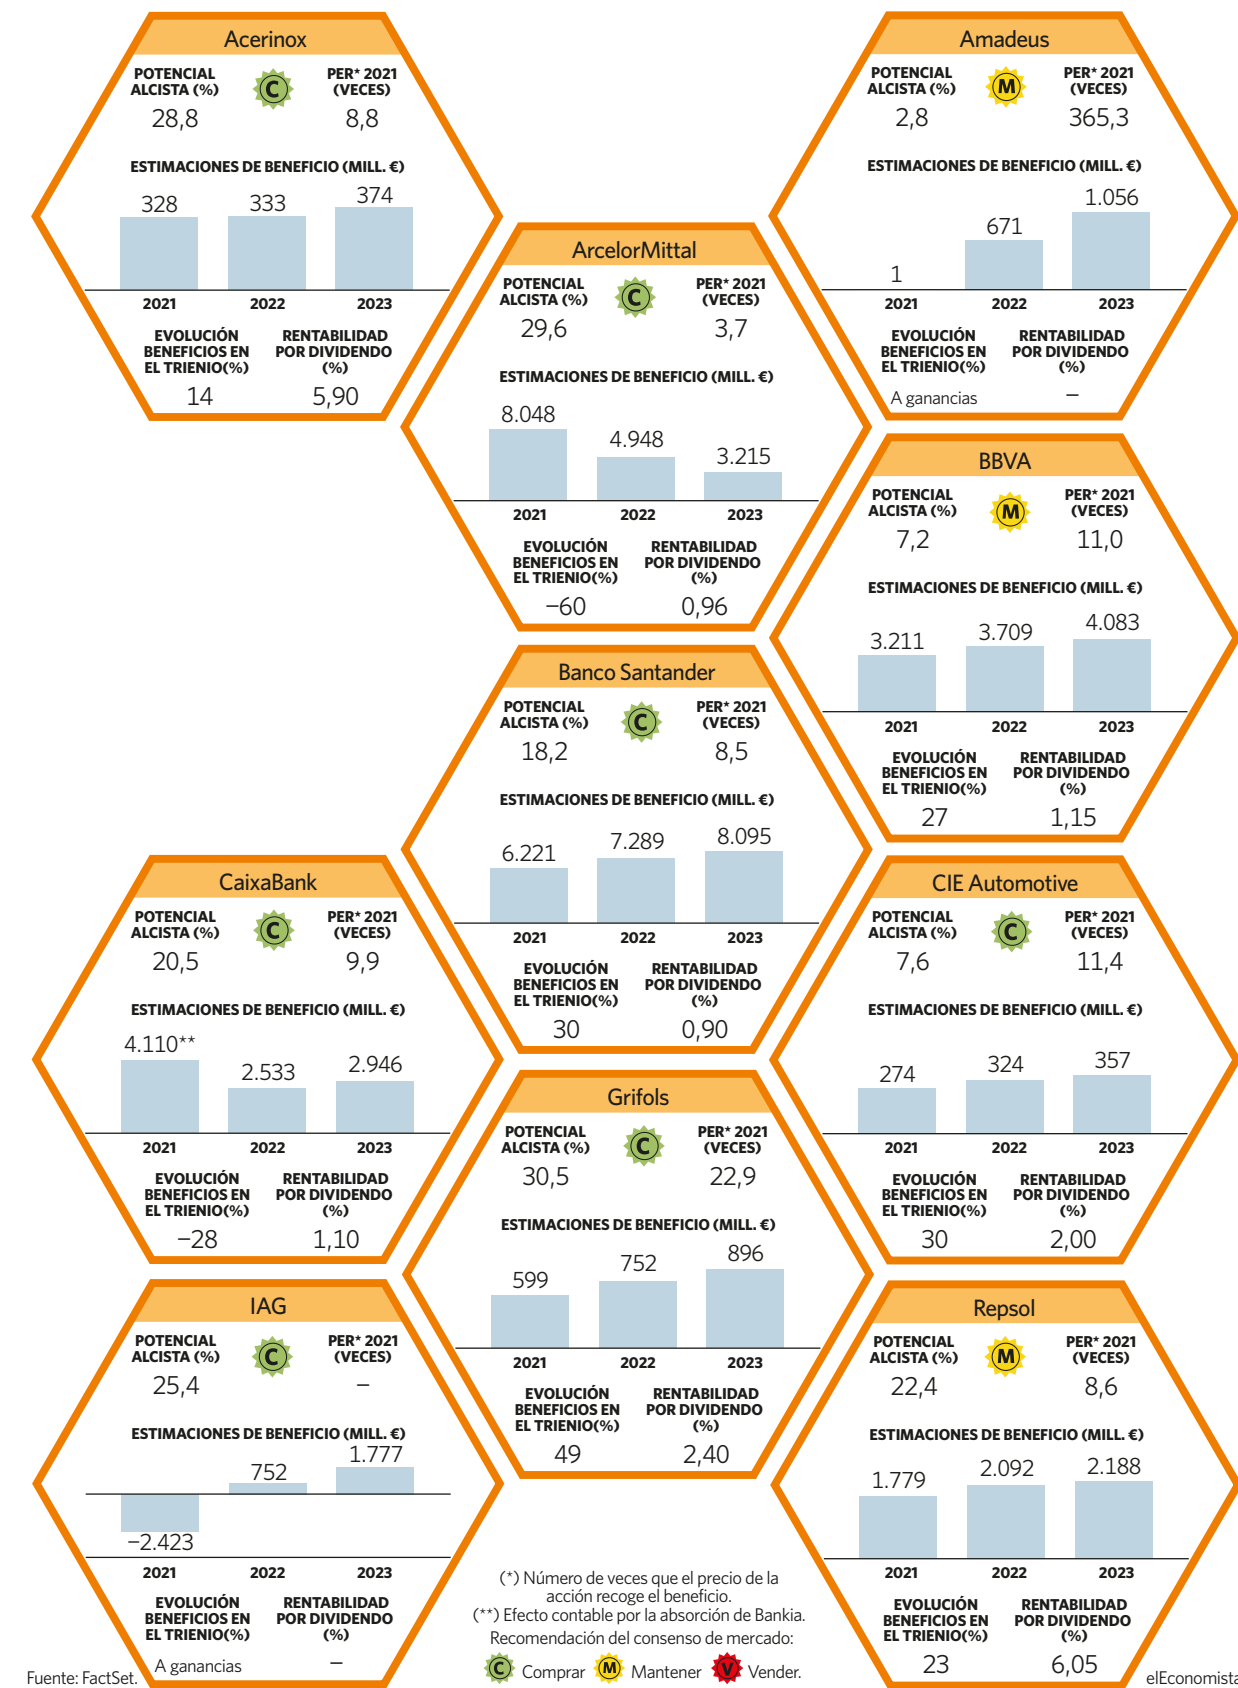 Acerinox
POTENCIAL
ALCISTA (%)
28,8
C
PER* 2021
(VECES)
8,8
ESTIMACIONES DE BENEFICIO (MILL. €)
328
333
374
2021
2022
2023
EVOLUCIÓN
BENEFICIOS EN
EL TRIENIO(%)
14
RENTABILIDAD
POR DIVIDENDO
(%)
5,90
Amadeus
POTENCIAL
ALCISTA (%)
2,8
M
PER* 2021
(VECES)
365,3
ESTIMACIONES DE BENEFICIO (MILL. €)
1
671
1.056
2021
2022
2023
EVOLUCIÓN
BENEFICIOS EN
EL TRIENIO(%)
A ganancias
RENTABILIDAD
POR DIVIDENDO
(%)
–
ArcelorMittal
POTENCIAL
ALCISTA (%)
29,6
C
PER* 2021
(VECES)
3,7
ESTIMACIONES DE BENEFICIO (MILL. €)
8.048
4.948
3.215
2021
2022
2023
EVOLUCIÓN
BENEFICIOS EN
EL TRIENIO(%)
–60
RENTABILIDAD
POR DIVIDENDO
(%)
0,96
BBVA
POTENCIAL
ALCISTA (%)
7,2
M
PER* 2021
(VECES)
11,0
ESTIMACIONES DE BENEFICIO (MILL. €)
3.211
3.709
4.083
2021
2022
2023
EVOLUCIÓN
BENEFICIOS EN
EL TRIENIO(%)
27
RENTABILIDAD
POR DIVIDENDO
(%)
1,15
Banco Santander
POTENCIAL
ALCISTA (%)
18,2
C
PER* 2021
(VECES)
8,5
ESTIMACIONES DE BENEFICIO (MILL. €)
6.221
7.289
8.095
2021
2022
2023
EVOLUCIÓN
BENEFICIOS EN
EL TRIENIO(%)
30
RENTABILIDAD
POR DIVIDENDO
(%)
0,90
CaixaBank
POTENCIAL
ALCISTA (%)
20,5
C
PER* 2021
(VECES)
9,9
ESTIMACIONES DE BENEFICIO (MILL. €)
4.110**
2.533
2.946
2021
2022
2023
EVOLUCIÓN
BENEFICIOS EN
EL TRIENIO(%)
–28
RENTABILIDAD
POR DIVIDENDO
(%)
1,10
CIE Automotive
POTENCIAL
ALCISTA (%)
7,6
C
PER* 2021
(VECES)
11,4
ESTIMACIONES DE BENEFICIO (MILL. €)
274
324
357
2021
2022
2023
EVOLUCIÓN
BENEFICIOS EN
EL TRIENIO(%)
30
RENTABILIDAD
POR DIVIDENDO
(%)
2,00
Grifols
POTENCIAL
ALCISTA (%)
30,5
C
PER* 2021
(VECES)
22,9
ESTIMACIONES DE BENEFICIO (MILL. €)
599
752
896
2021
2022
2023
EVOLUCIÓN
BENEFICIOS EN
EL TRIENIO(%)
49
RENTABILIDAD
POR DIVIDENDO
(%)
2,40
IAG
POTENCIAL
ALCISTA (%)
25,4
C
PER* 2021
(VECES)
–
ESTIMACIONES DE BENEFICIO (MILL. €)
–2.423
752
1.777
2021
2022
2023
EVOLUCIÓN
BENEFICIOS EN
EL TRIENIO(%)
A ganancias
RENTABILIDAD
POR DIVIDENDO
(%)
–
Repsol
POTENCIAL
ALCISTA (%)
22,4
M
PER* 2021
(VECES)
8,6
ESTIMACIONES DE BENEFICIO (MILL. €)
1.779
2.092
2.188
2021
2022
2023
EVOLUCIÓN
BENEFICIOS EN
EL TRIENIO(%)
23
RENTABILIDAD
POR DIVIDENDO
(%)
6,05
(*) Número de veces que el precio de la
acción recoge el beneficio.
(**) Efecto contable por la absorción de Bankia.
Recomendación del consenso de mercado:
C Comprar M Mantener V Vender.
Fuente: FactSet.
elEconomista